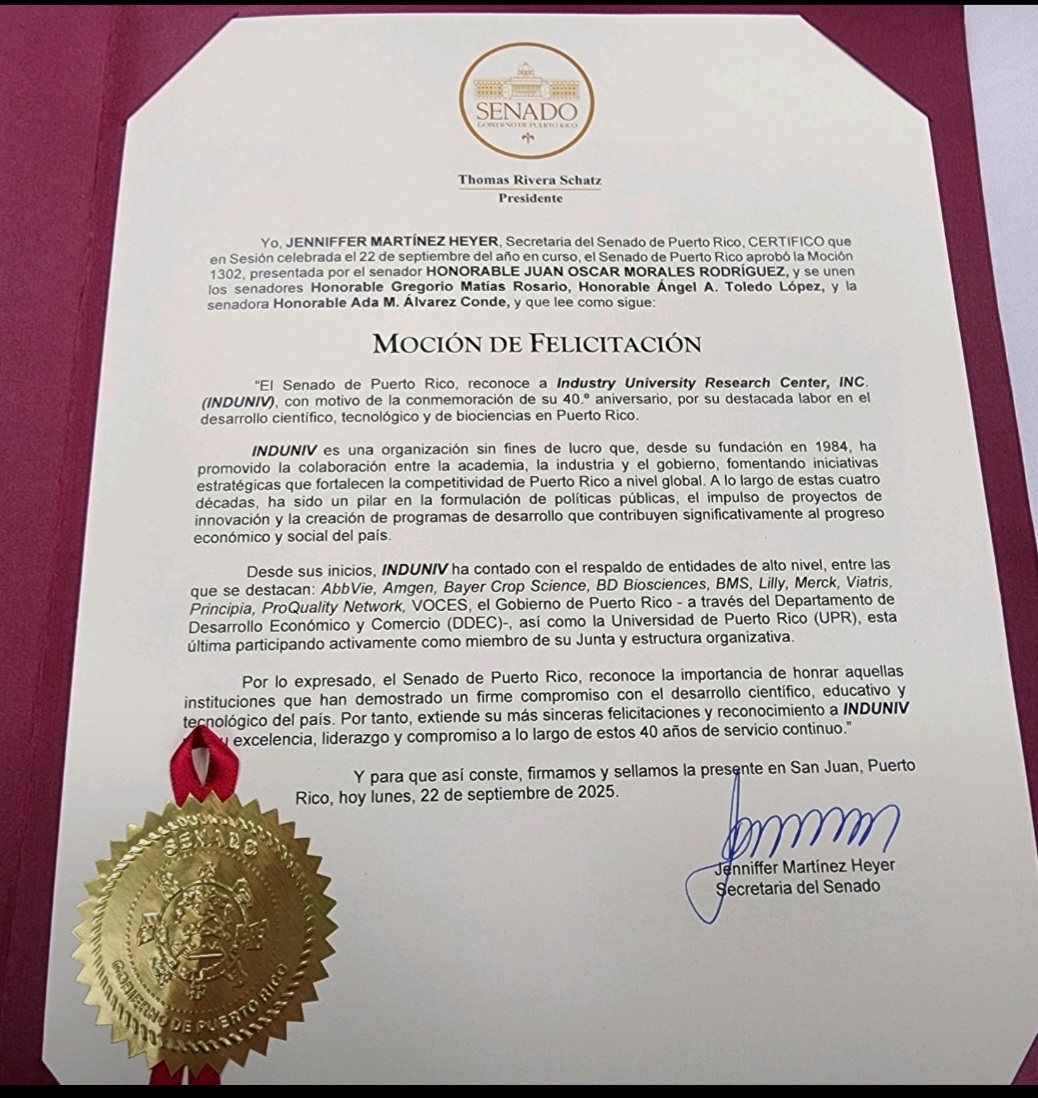 SENADO
GOBIERNO DE PUERTO RICO
Thomas Rivera Schatz
Presidente
Yo, JENNIFFER MARTÍNEZ HEYER, Secretaria del Senado de Puerto Rico, CERTIFICO que
en Sesión celebrada el 22 de septiembre del año en curso, el Senado de Puerto Rico aprobó la Moción
1302, presentada por el senador HONORABLE JUAN OSCAR MORALES RODRÍGUEZ, y se unen
los senadores Honorable Gregorio Matías Rosario, Honorable Ángel A. Toledo López, y la
senadora Honorable Ada M. Álvarez Conde, y que lee como sigue:
MOCIÓN DE FELICITACIÓN
"El Senado de Puerto Rico, reconoce a Industry University Research Center, INC.
(INDUNIV), con motivo de la conmemoración de su 40.º aniversario, por su destacada labor en el
desarrollo científico, tecnológico y de biociencias en Puerto Rico.
INDUNIV es una organización sin fines de lucro que, desde su fundación en 1984, ha
promovido la colaboración entre la academia, la industria y el gobierno, fomentando iniciativas
estratégicas que fortalecen la competitividad de Puerto Rico a nivel global. A lo largo de estas cuatro
décadas, ha sido un pilar en la formulación de políticas públicas, el impulso de proyectos de
innovación y la creación de programas de desarrollo que contribuyen significativamente al progreso
económico y social del país.
Desde sus inicios, INDUNIV ha contado con el respaldo de entidades de alto nivel, entre las
que se destacan: AbbVie, Amgen, Bayer Crop Science, BD Biosciences, BMS, Lilly, Merck, Viatris,
Principia, ProQuality Network, VOCES, el Gobierno de Puerto Rico - a través del Departamento de
Desarrollo Económico y Comercio (DDEC)-, así como la Universidad de Puerto Rico (UPR), esta
última participando activamente como miembro de su Junta y estructura organizativa.
Por lo expresado, el Senado de Puerto Rico, reconoce la importancia de honrar aquellas
instituciones que han demostrado un firme compromiso con el desarrollo científico, educativo y
tecnológico del país. Por tanto, extiende su más sinceras felicitaciones y reconocimiento a INDUNIV
excelencia, liderazgo y compromiso a lo largo de estos 40 años de servicio continuo."
Y para que así conste, firmamos y sellamos la presente en San Juan, Puerto
Rico, hoy lunes, 22 de septiembre de 2025.
Jenniffer Martínez Heyer
Secretaria del Senado
SENADO
GOBIERNO DE PUERTO RICO